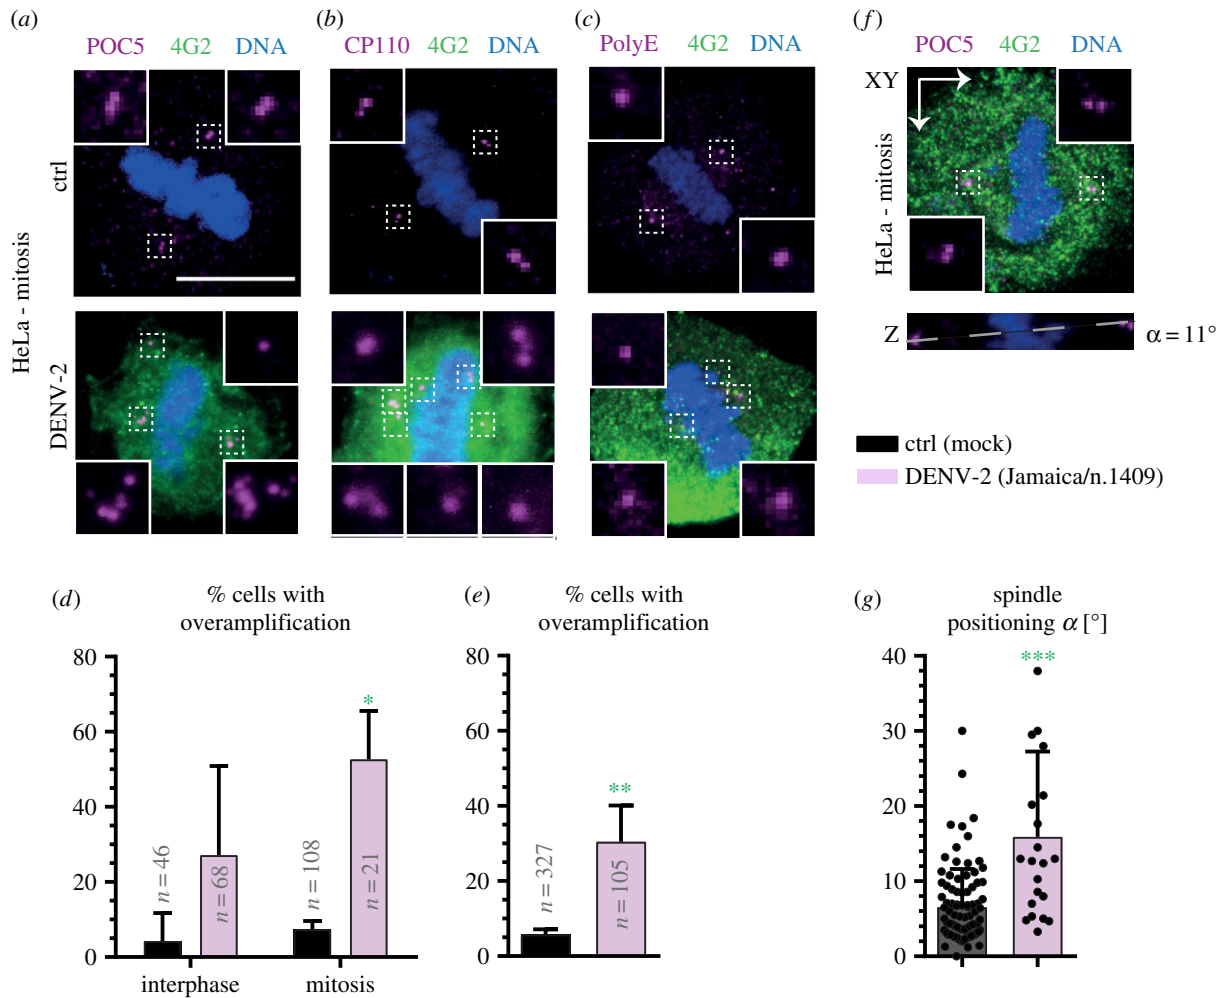 (a)
POC5 4G2 DNA
(b)
CP110 4G2 DNA
(c)
PolyE 4G2 DNA
(f)
POC5 4G2 DNA
HeLa - mitosis
ctrl
DENV-2
HeLa - mitosis
XY
Z
α = 11°
ctrl (mock)
DENV-2 (Jamaica/n.1409)
(d)
% cells with
overamplification
80
60
40
20
0
n = 46
n = 68
n = 108
n = 21
*
interphase
mitosis
(e)
% cells with
overamplification
80
60
40
20
0
n = 327
n = 105
**
(g)
spindle
positioning α [°]
40
30
20
10
0
***